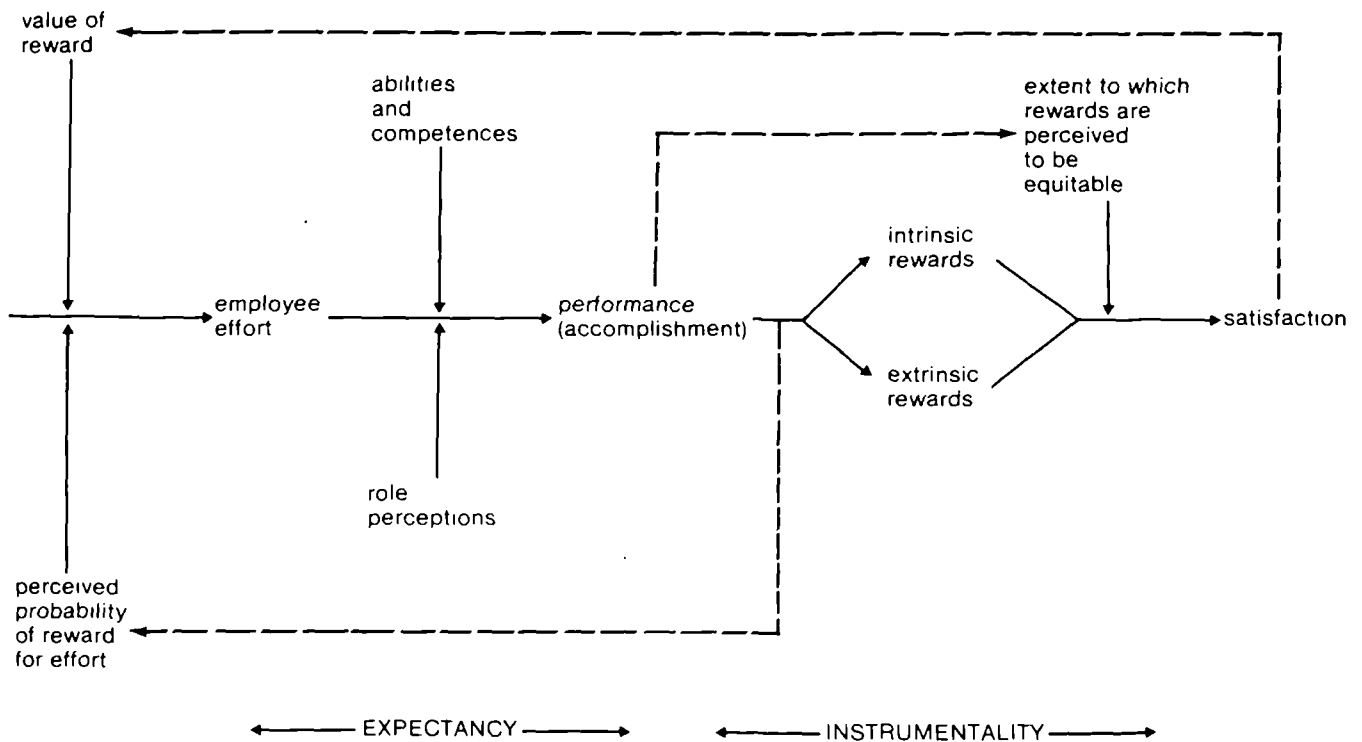 value of
reward
abilities
and
competences
extent to which
rewards are
perceived
to be
equitable
intrinsic
rewards
employee
effort
performance
(accomplishment)
satisfaction
extrinsic
rewards
role
perceptions
perceived
probability
of reward
for effort
EXPECTANCY
INSTRUMENTALITY